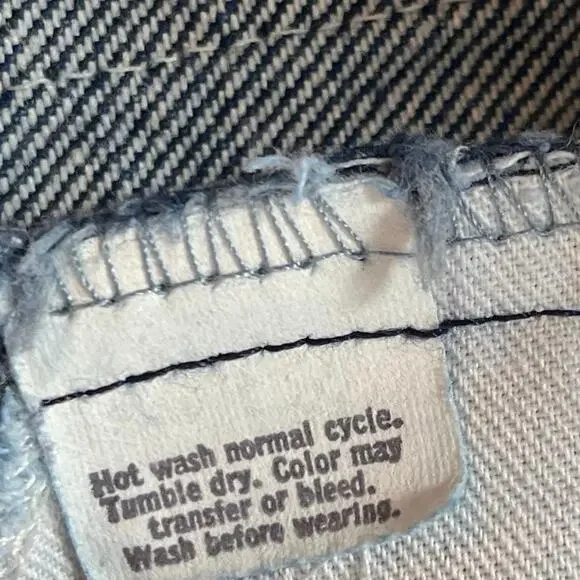 Hot wash normal cycle.
Tumble dry. Color may
transfer or bleed.
Wash before wearing.